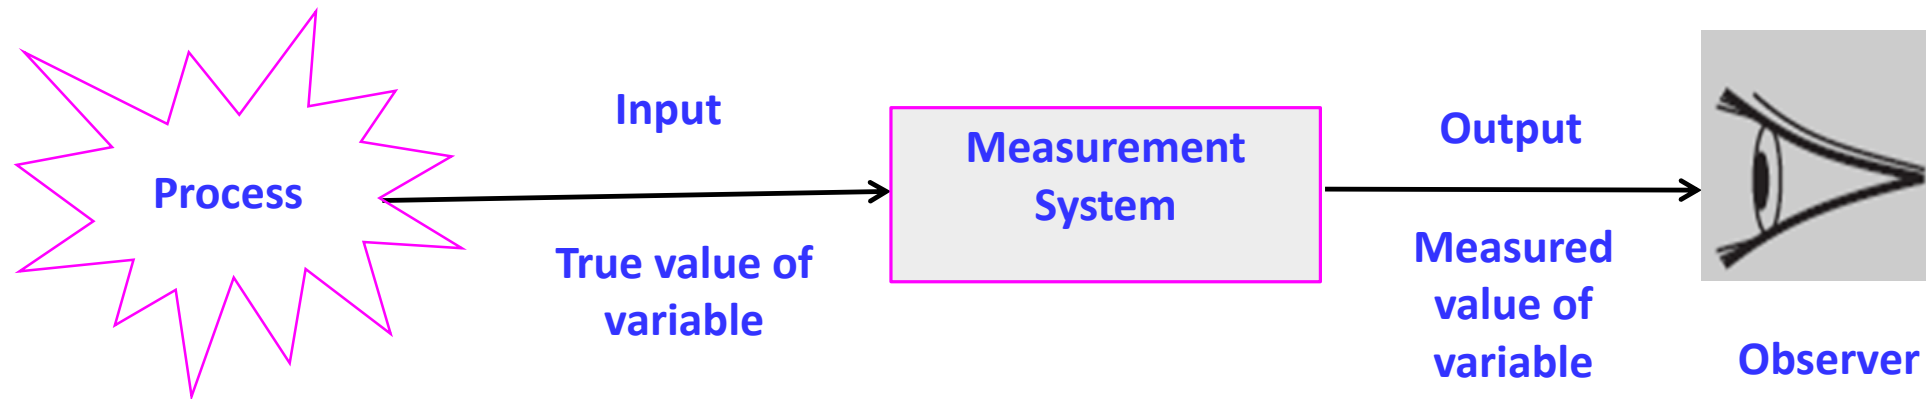 Process
Input
True value of
variable
Measurement
System
Output
Measured
value of
variable
Observer